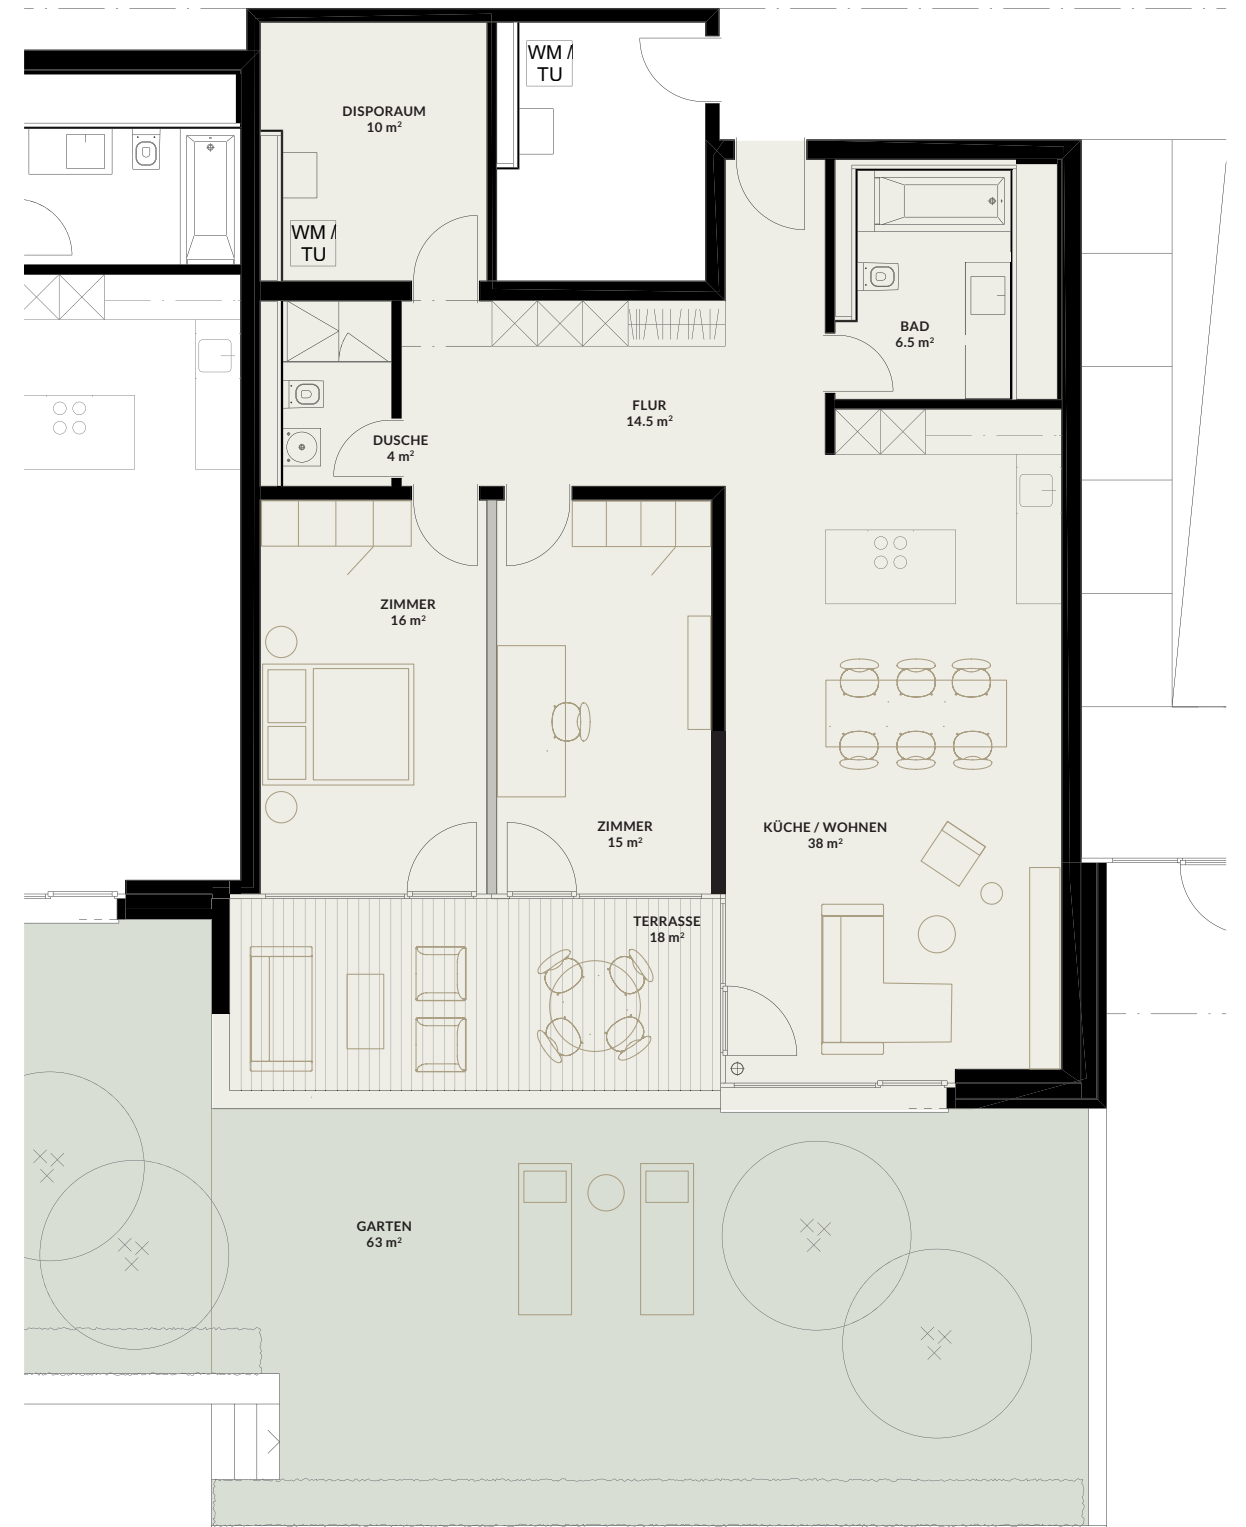 WM /
TU
DISPORAUM
10 m²
WM /
TU
BAD
6.5 m²
FLUR
14.5 m²
DUSCHE
4 m²
ZIMMER
16 m²
ZIMMER
15 m²
KÜCHE / WOHNEN
38 m²
TERRASSE
18 m²
GARTEN
63 m²